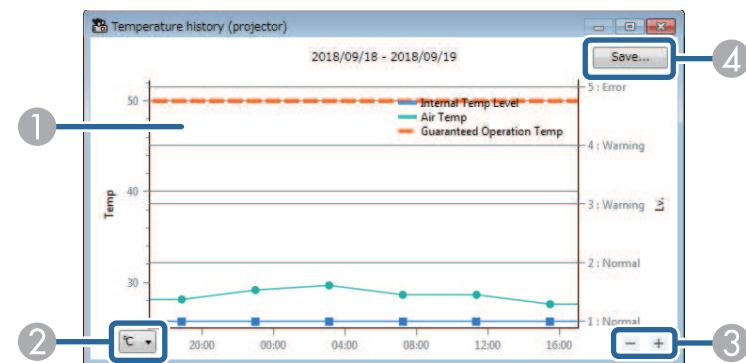 Temperature history (projector)
2018/09/18 - 2018/09/19
Save...
4
50
5 : Error
Internal Temp Level
Air Temp
Guaranteed Operation Temp
1
4 : Warning
Temp
40
3 : Warning
Lv.
2 : Normal
30
1 : Normal
2
℃
20:00
00:00
04:00
08:00
12:00
16:00
− +
3